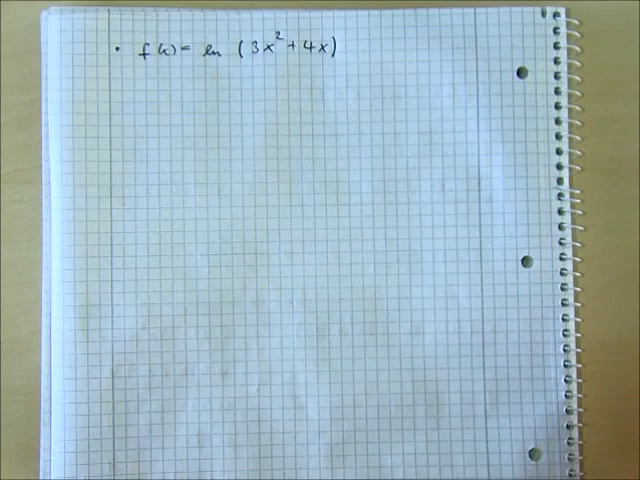 • f(x) = ln (3x² + 4x)